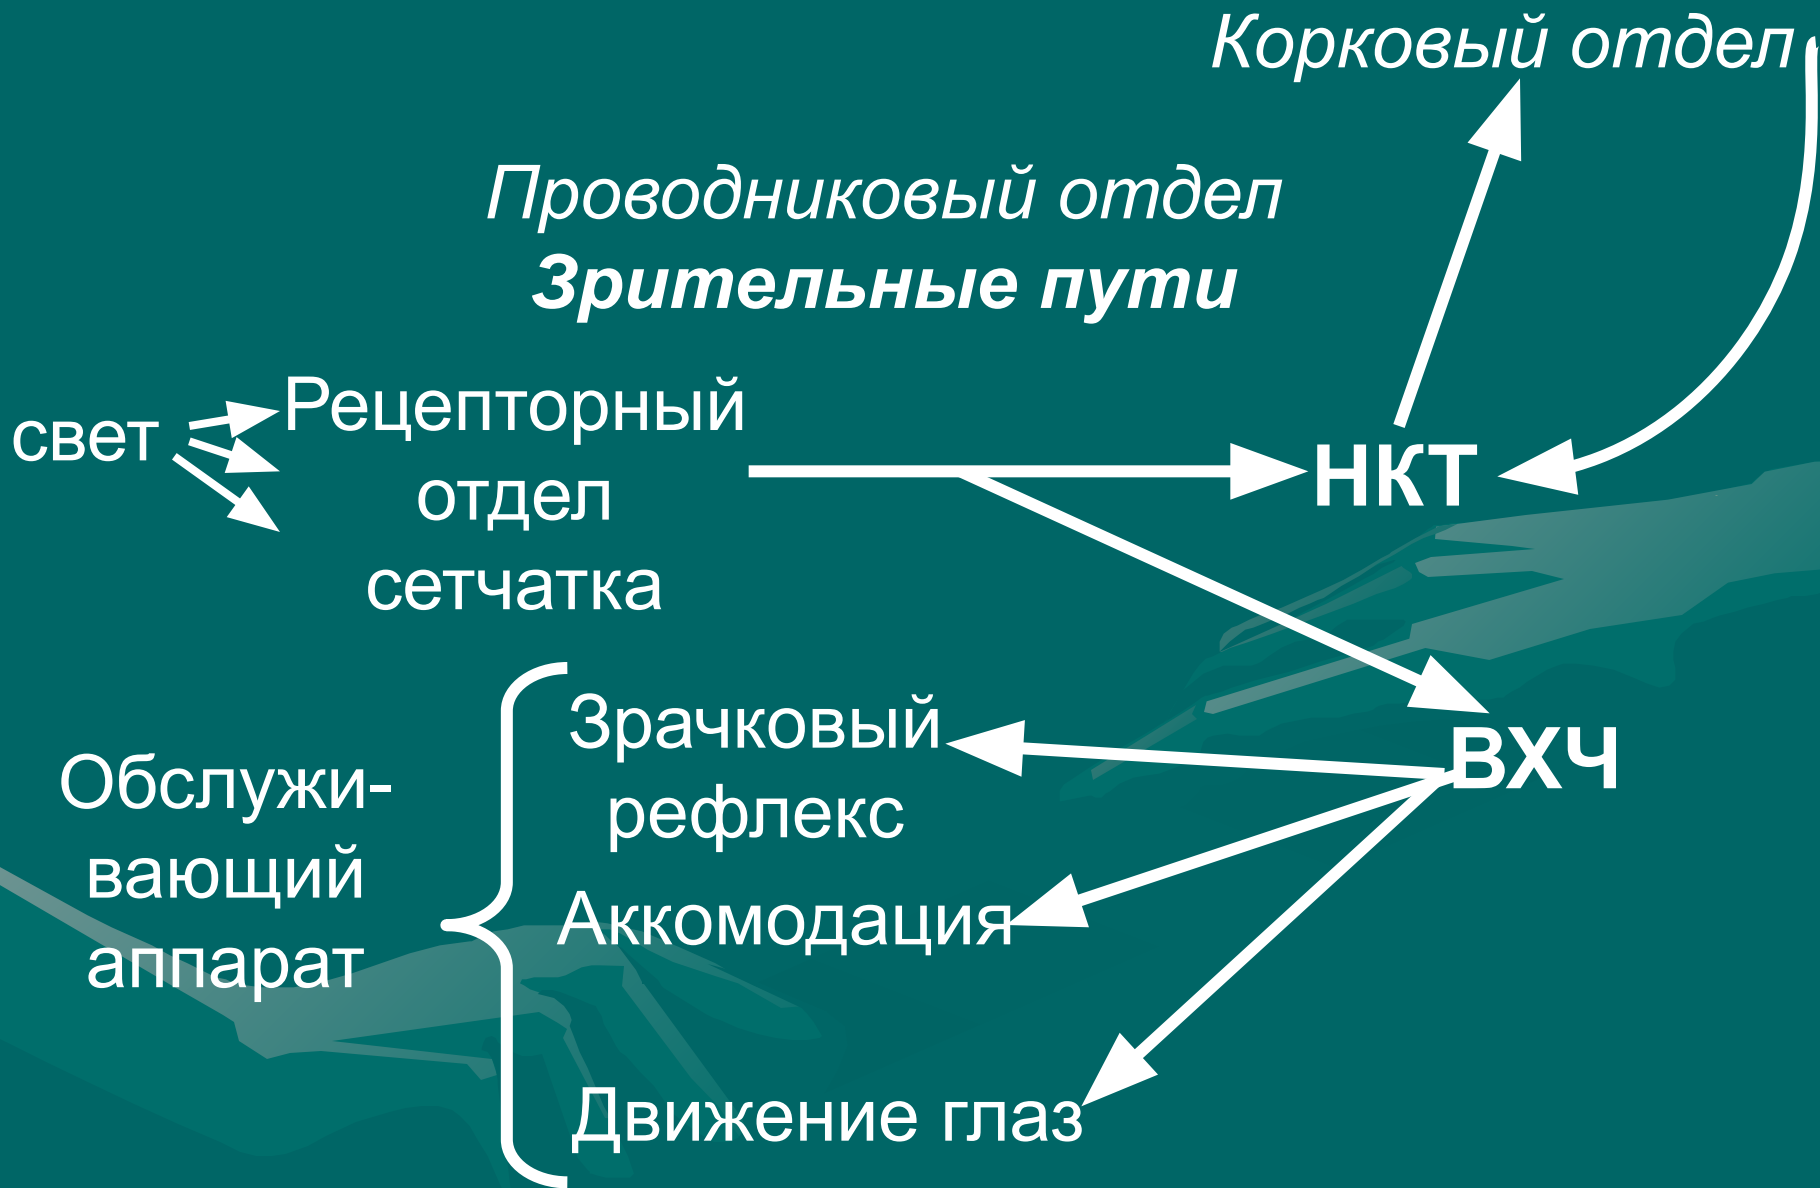 Корковый отдел
Проводниковый отдел
Зрительные пути
свет
Рецепторный
отдел
сетчатка
НКТ
ВХЧ
Обслужи-
вающий
аппарат
Зрачковый
рефлекс
Аккомодация
Движение глаз